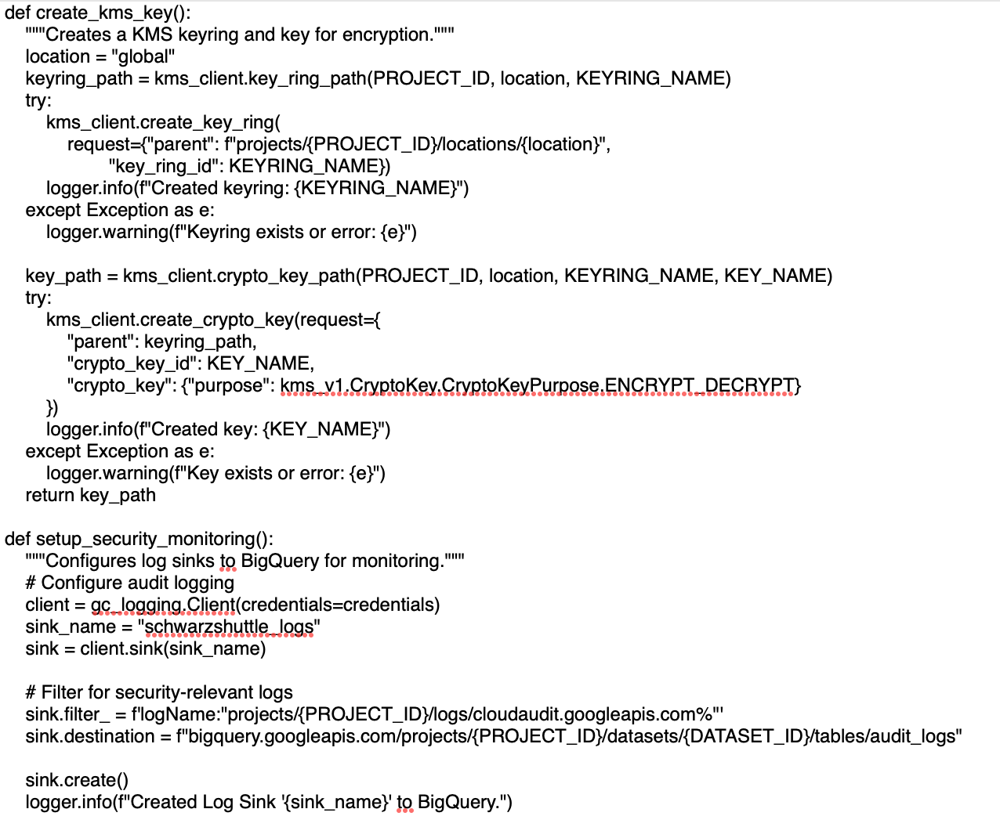 def create_kms_key():
    """Creates a KMS keyring and key for encryption."""
    location = "global"
    keyring_path = kms_client.key_ring_path(PROJECT_ID, location, KEYRING_NAME)
    try:
        kms_client.create_key_ring(
            request={"parent": f"projects/{PROJECT_ID}/locations/{location}",
                    "key_ring_id": KEYRING_NAME})
        logger.info(f"Created keyring: {KEYRING_NAME}")
    except Exception as e:
        logger.warning(f"Keyring exists or error: {e}")

    key_path = kms_client.crypto_key_path(PROJECT_ID, location, KEYRING_NAME, KEY_NAME)
    try:
        kms_client.create_crypto_key(request={
            "parent": keyring_path,
            "crypto_key_id": KEY_NAME,
            "crypto_key": {"purpose": kms_v1.CryptoKey.CryptoKeyPurpose.ENCRYPT_DECRYPT}
        })
        logger.info(f"Created key: {KEY_NAME}")
    except Exception as e:
        logger.warning(f"Key exists or error: {e}")
    return key_path

def setup_security_monitoring():
    """Configures log sinks to BigQuery for monitoring."""
    # Configure audit logging
    client = gc_logging.Client(credentials=credentials)
    sink_name = "schwarzshuttle_logs"
    sink = client.sink(sink_name)

    # Filter for security-relevant logs
    sink.filter_ = f'logName:"projects/{PROJECT_ID}/logs/cloudaudit.googleapis.com%"'
    sink.destination = f"bigquery.googleapis.com/projects/{PROJECT_ID}/datasets/{DATASET_ID}/tables/audit_logs"

    sink.create()
    logger.info(f"Created Log Sink '{sink_name}' to BigQuery.")